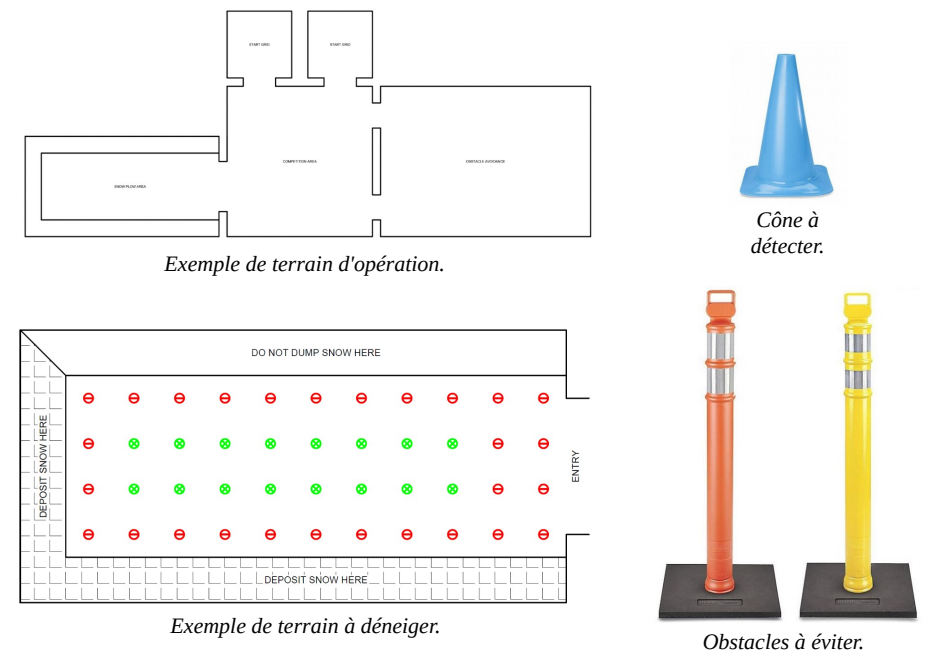 START GRID
START GRID
SNOW PLOW AREA
COMPETITION AREA
OBSTACLE AVOIDANCE
Exemple de terrain d'opération.
Cône à
détecter.
DO NOT DUMP SNOW HERE
DEPOSIT SNOW HERE
ENTRY
DEPOSIT SNOW HERE
Exemple de terrain à déneiger.
Obstacles à éviter.